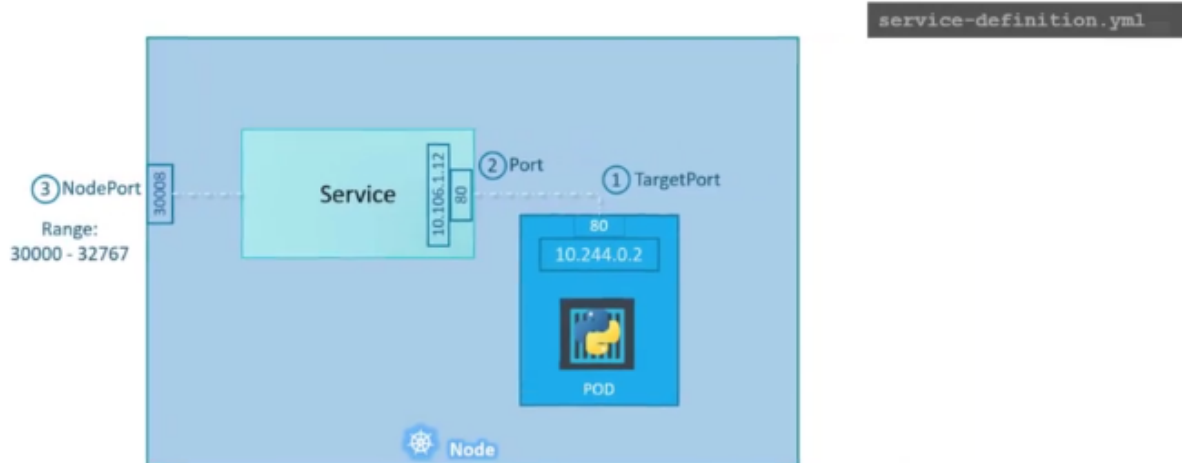 service-definition.yml
3 NodePort
30008
Range:
30000 - 32767
Service
10.106.1.12
80
2 Port
1 TargetPort
80
10.244.0.2
POD
Node